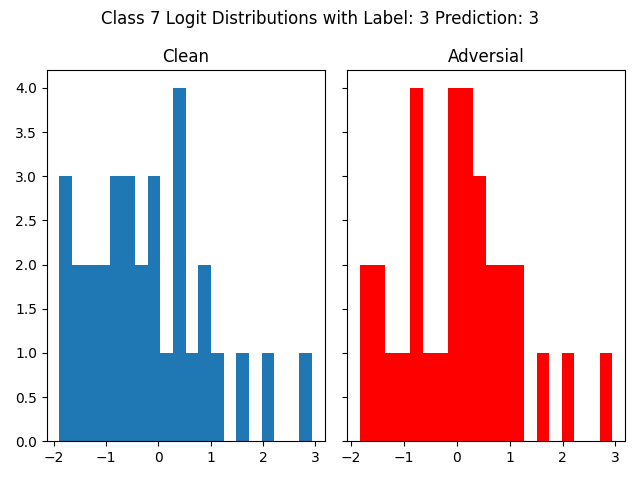 Class 7 Logit Distributions with Label: 3 Prediction: 3
Clean
Adversial
4.0
3.5
3.0
2.5
2.0
1.5
1.0
0.5
0.0
−2 −1 0 1 2 3
−2 −1 0 1 2 3